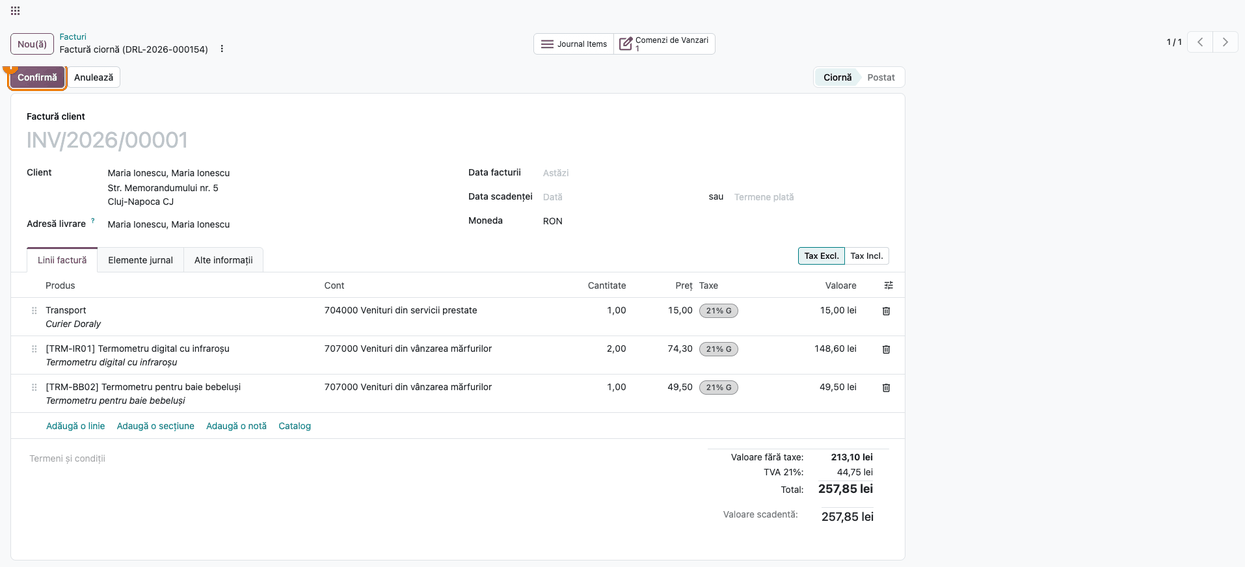 Nou(ă)
Facturi
Factură ciornă (DRL-2026-000154)
Journal Items
Comenzi de Vanzari
1
1 / 1
Confirmă
Anulează
Ciornă
Postat
Factură client
INV/2026/00001
Client
Maria Ionescu, Maria Ionescu
Str. Memorandumului nr. 5
Cluj-Napoca CJ
Adresă livrare ?
Maria Ionescu, Maria Ionescu
Data facturii
Astăzi
Data scadenței
Dată
sau
Termene plată
Moneda
RON
Linii factură
Elemente jurnal
Alte informații
Tax Excl.
Tax Incl.
Produs Cont Cantitate Preț Taxe Valoare
Transport 704000 Venituri din servicii prestate 1,00 15,00 21% G 15,00 lei
Curier Doraly
[TRM-IR01] Termometru digital cu infraroșu 707000 Venituri din vânzarea mărfurilor 2,00 74,30 21% G 148,60 lei
Termometru digital cu infraroșu
[TRM-BB02] Termometru pentru baie bebeluși 707000 Venituri din vânzarea mărfurilor 1,00 49,50 21% G 49,50 lei
Termometru pentru baie bebeluși
Adăugă o linie Adaugă o secțiune Adaugă o notă Catalog
Termeni și condiții
Valoare fără taxe: 213,10 lei
TVA 21%: 44,75 lei
Total: 257,85 lei
Valoare scadentă: 257,85 lei